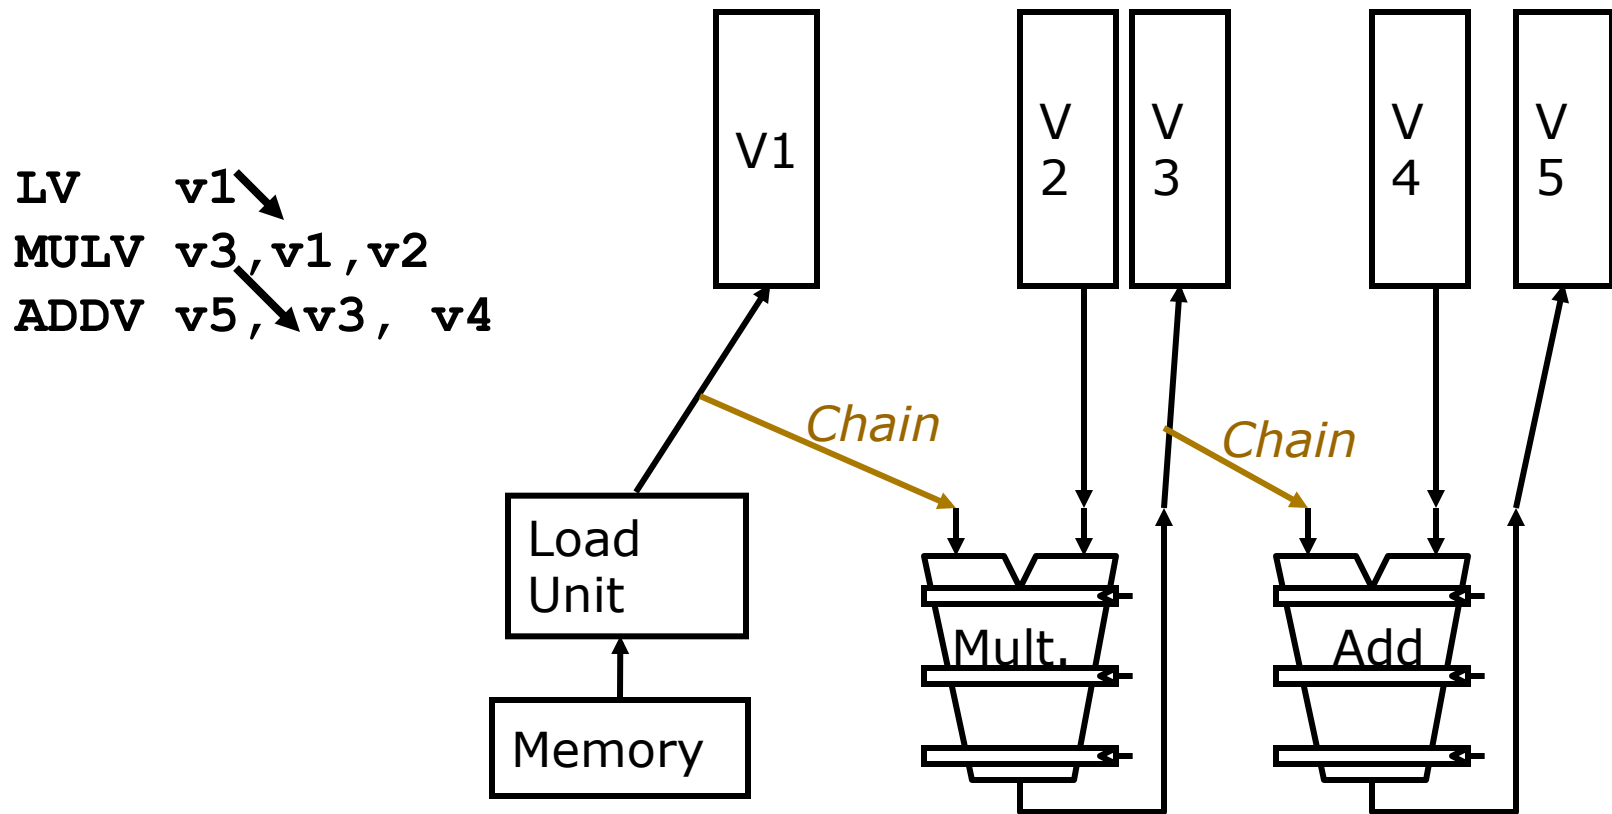 LV v1
MULV v3,v1,v2
ADDV v5, v3, v4
V1
V
2
V
3
V
4
V
5
Chain
Chain
Load
Unit
Mult.
Add
Memory